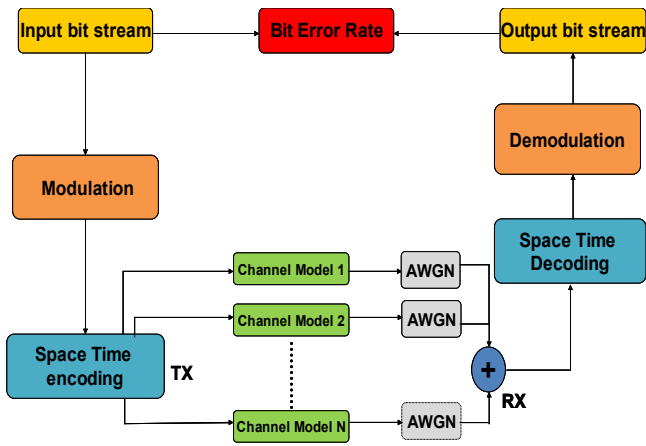 Input bit stream
Bit Error Rate
Output bit stream
Modulation
Demodulation
Space Time
Decoding
Channel Model 1
AWGN
Channel Model 2
AWGN
Space Time
encoding
TX
+
RX
Channel Model N
AWGN